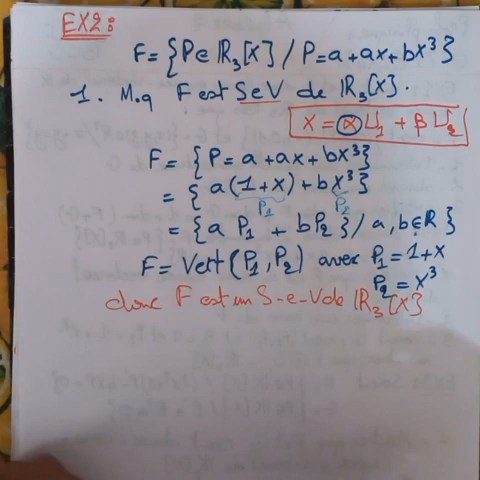 EX2:
F = {P ∈ ℝ₃[X] / P = a + ax + bx³}
1. M.q F est SeV de ℝ₃[X].
X = α U₁ + β U₂
F = {P = a + ax + bx³}
= {a(1+x) + bx³}
P₁ P₂
= {a P₁ + b P₂} / a, b ∈ ℝ}
F = Vect(P₁, P₂) avec P₁ = 1+x
P₂ = x³
donc F est un S-e-V de ℝ₃[X]